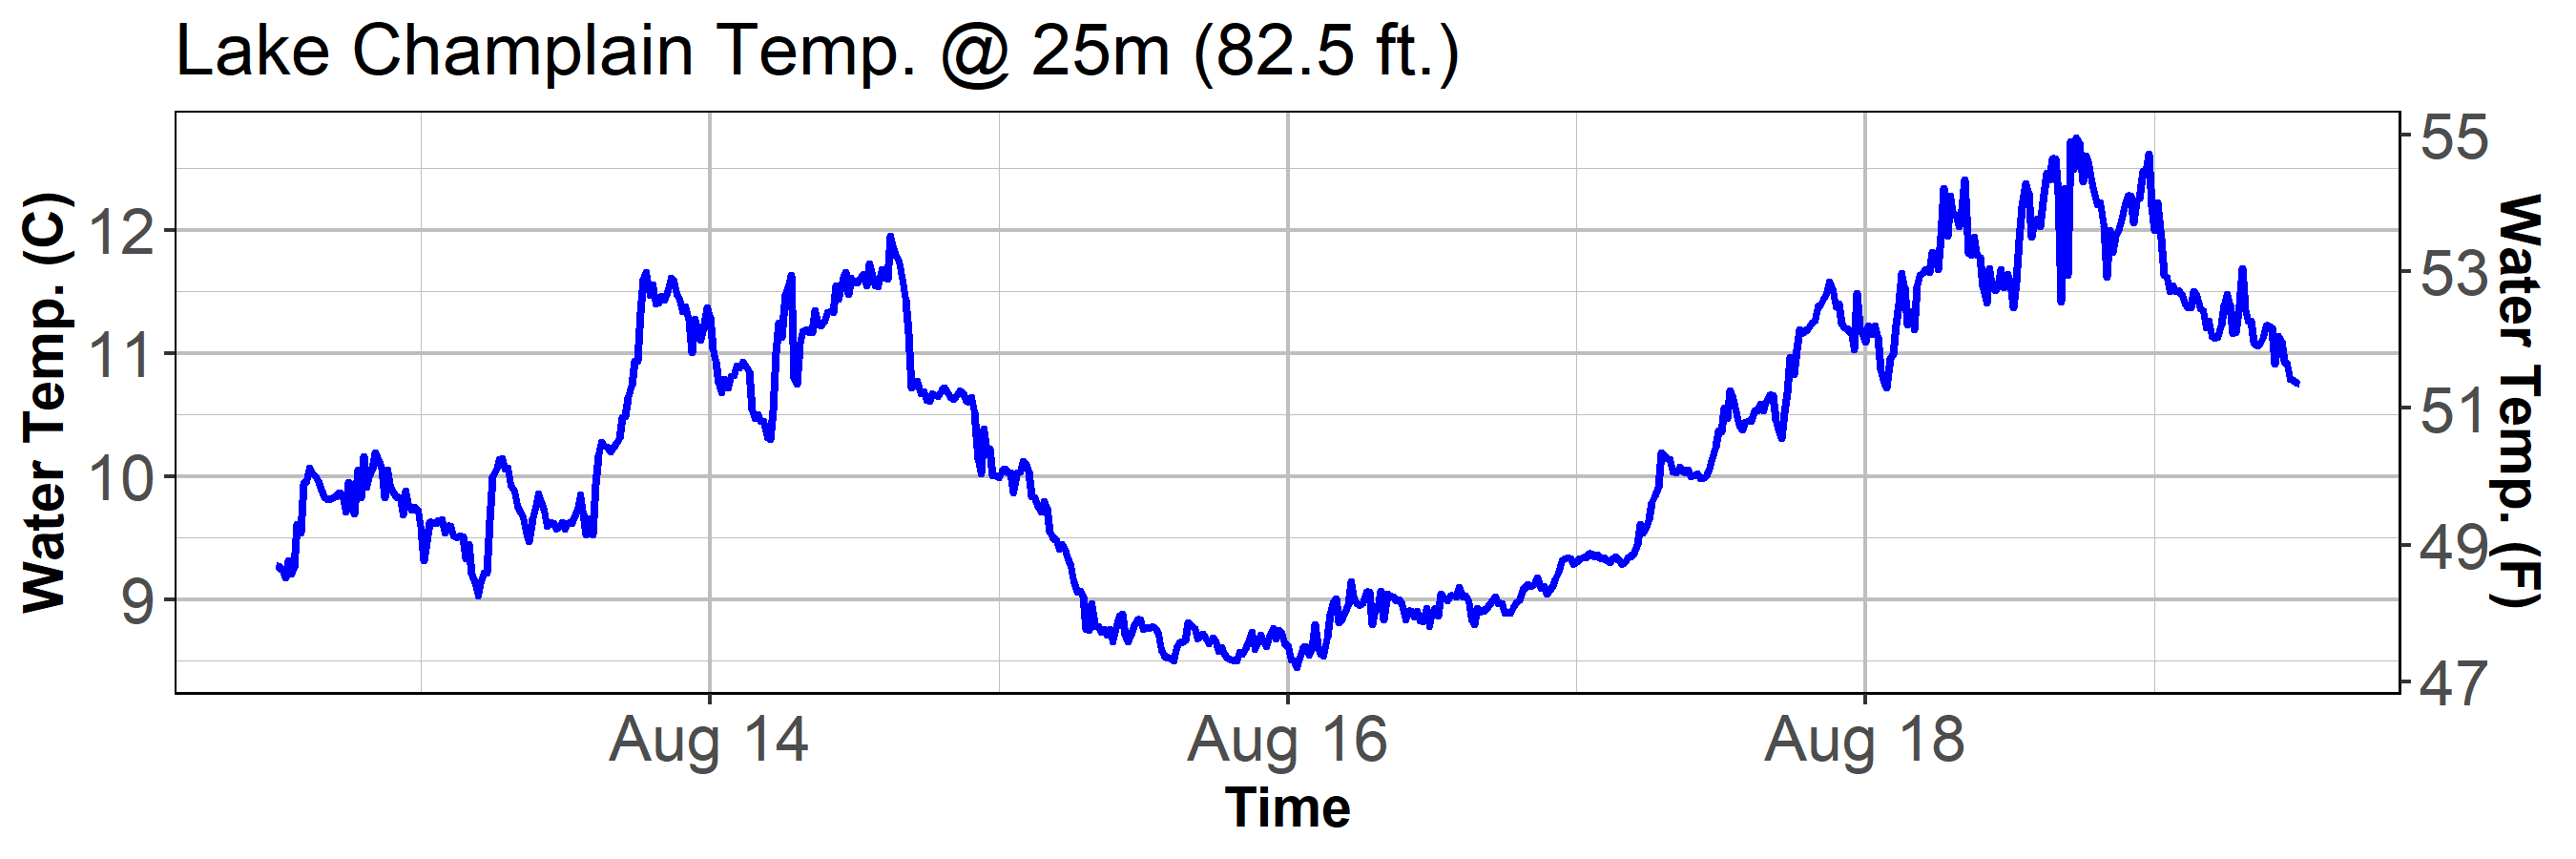 Lake Champlain Temp. @ 25m (82.5 ft.)
Water Temp. (C)
12
11
10
9
55
53
51
49
47
Water Temp. (F)
Aug 14
Aug 16
Aug 18
Time